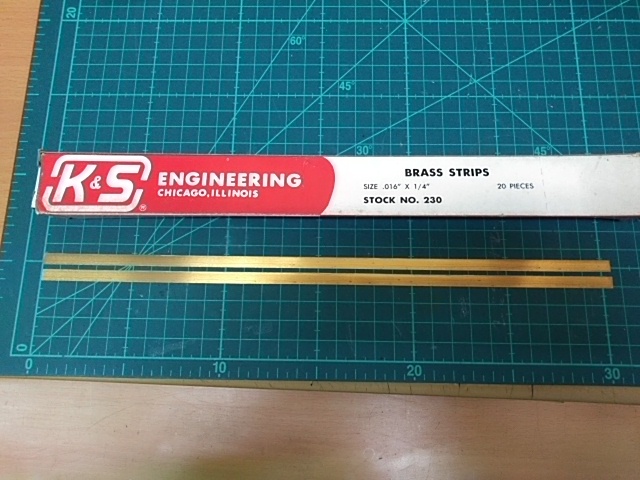 20
60°
45°
30°
45°
K&S
®
ENGINEERING
CHICAGO, ILLINOIS
BRASS STRIPS
SIZE .016" X 1/4"
20 PIECES
STOCK NO. 230
0
0
10
20
30